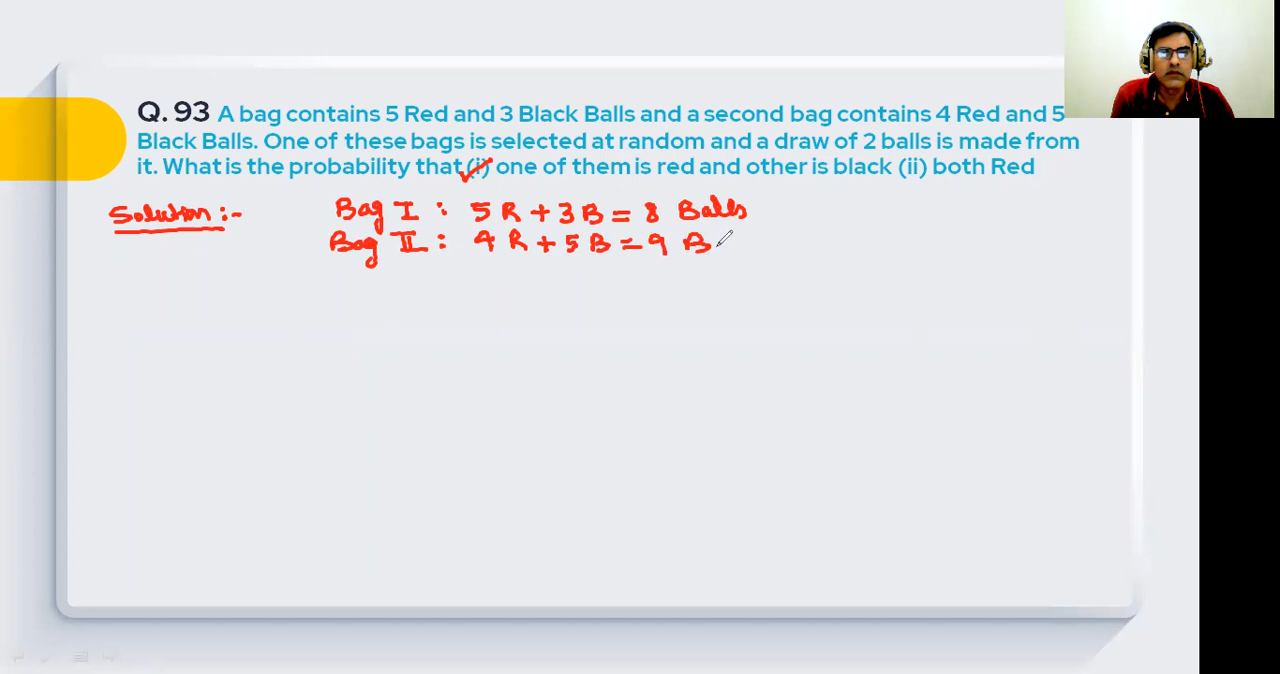 Q. 93 A bag contains 5 Red and 3 Black Balls and a second bag contains 4 Red and 5
Black Balls. One of these bags is selected at random and a draw of 2 balls is made from
it. What is the probability that (i) one of them is red and other is black (ii) both Red
Solution :-
Bag I : 5 R + 3 B = 8 Balls
Bag II : 4 R + 5 B = 9 B